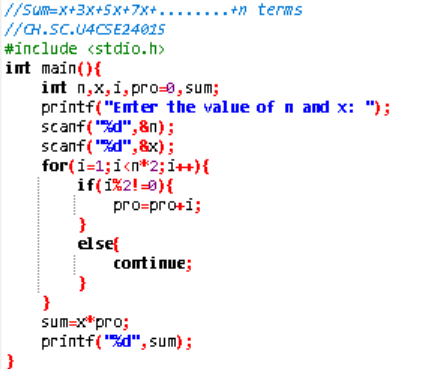 //Sum=x+3x+5x+7x+........+n terms
//CH.SC.U4CSE24015
#include <stdio.h>
int main(){
int n,x,i,pro=0,sum;
printf("Enter the value of n and x: ");
scanf("%d",&n);
scanf("%d",&x);
for(i=1;i<n*2;i++){
if(i%2!=0){
pro=pro+i;
}
else{
continue;
}
}
sum=x*pro;
printf("%d",sum);
}